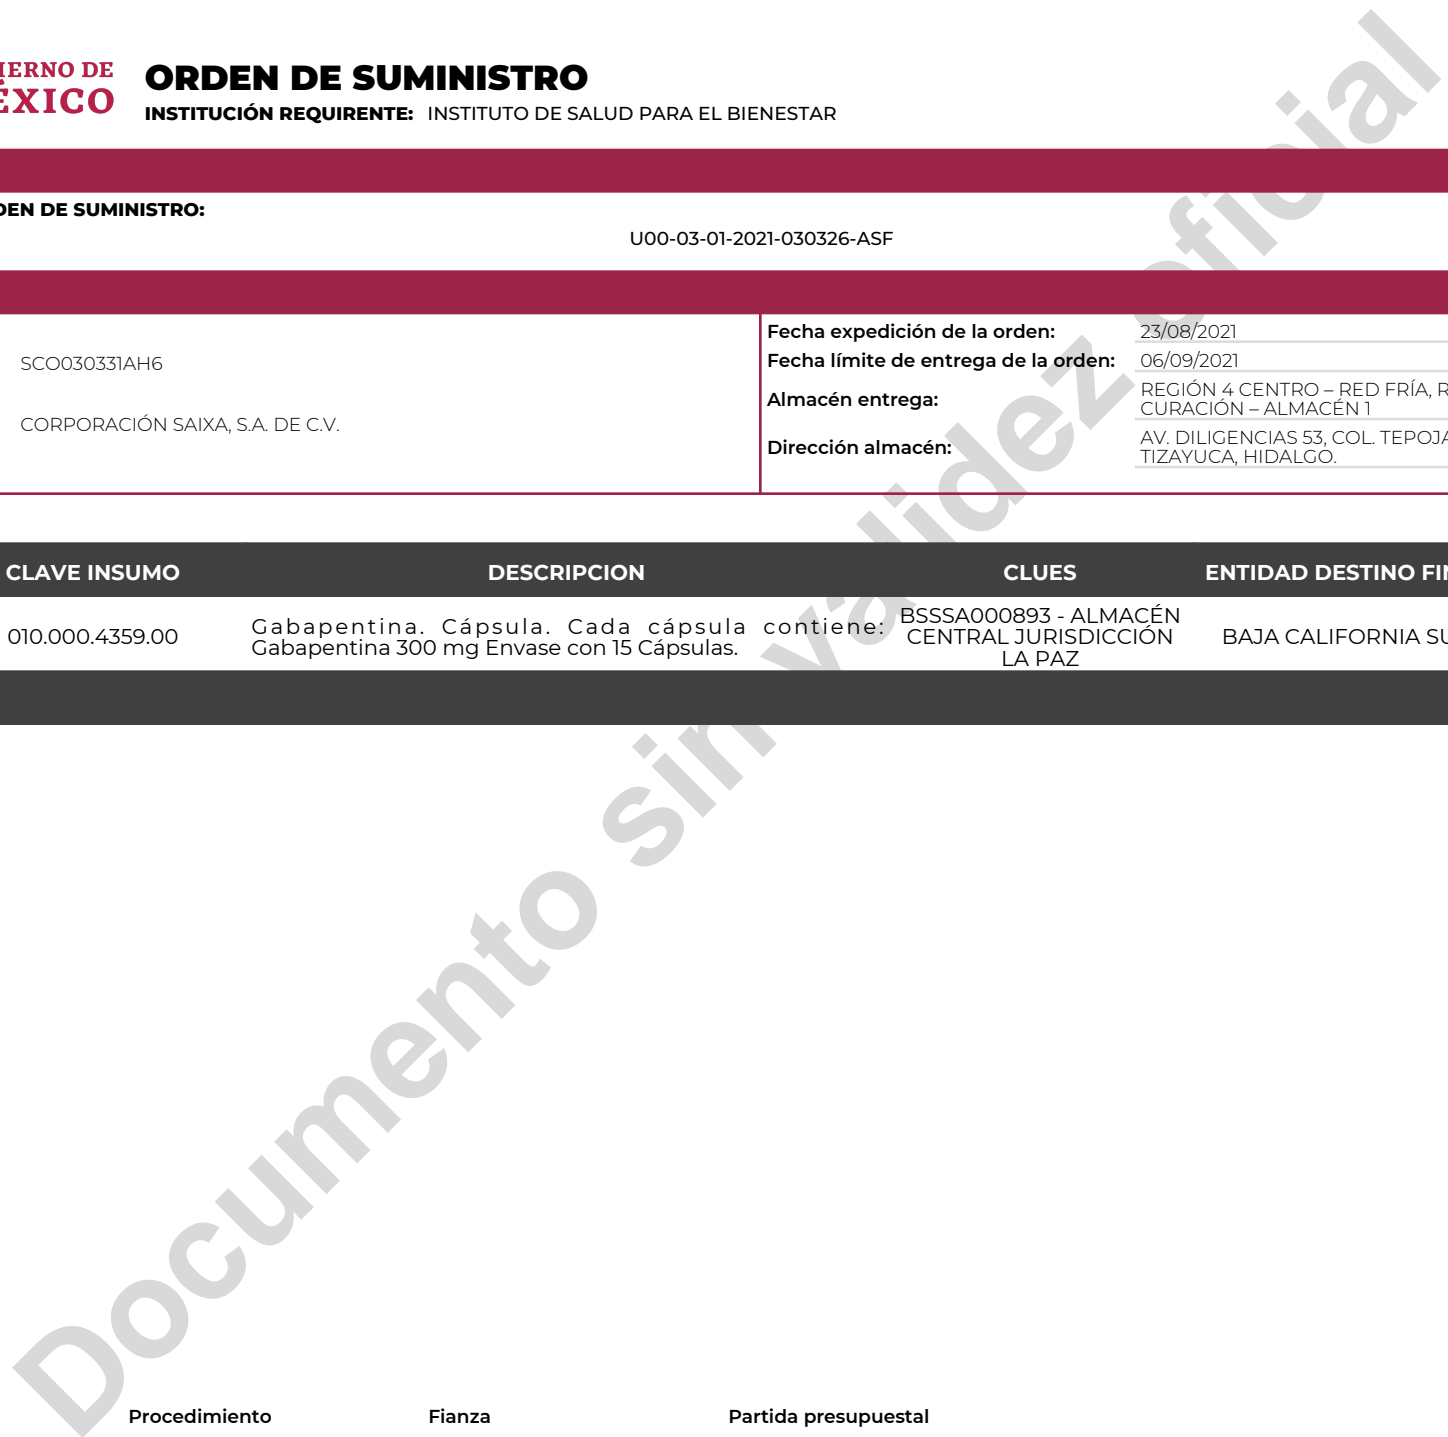 IERNO DE
ÉXICO
ORDEN DE SUMINISTRO
INSTITUCIÓN REQUIRENTE: INSTITUTO DE SALUD PARA EL BIENESTAR
DEN DE SUMINISTRO:
U00-03-01-2021-030326-ASF
SCO030331AH6
CORPORACIÓN SAIXA, S.A. DE C.V.
Fecha expedición de la orden: 23/08/2021
Fecha límite de entrega de la orden: 06/09/2021
Almacén entrega: REGIÓN 4 CENTRO – RED FRÍA, R
CURACIÓN – ALMACÉN 1
Dirección almacén: AV. DILIGENCIAS 53, COL. TEPOJA
TIZAYUCA, HIDALGO.
CLAVE INSUMO DESCRIPCION CLUES ENTIDAD DESTINO FIN
010.000.4359.00
Gabapentina. Cápsula. Cada cápsula contiene:
Gabapentina 300 mg Envase con 15 Cápsulas.
BSSSA000893 - ALMACÉN
CENTRAL JURISDICCIÓN
LA PAZ
BAJA CALIFORNIA SU
Documento sin validez oficial
Procedimiento Fianza Partida presupuestal